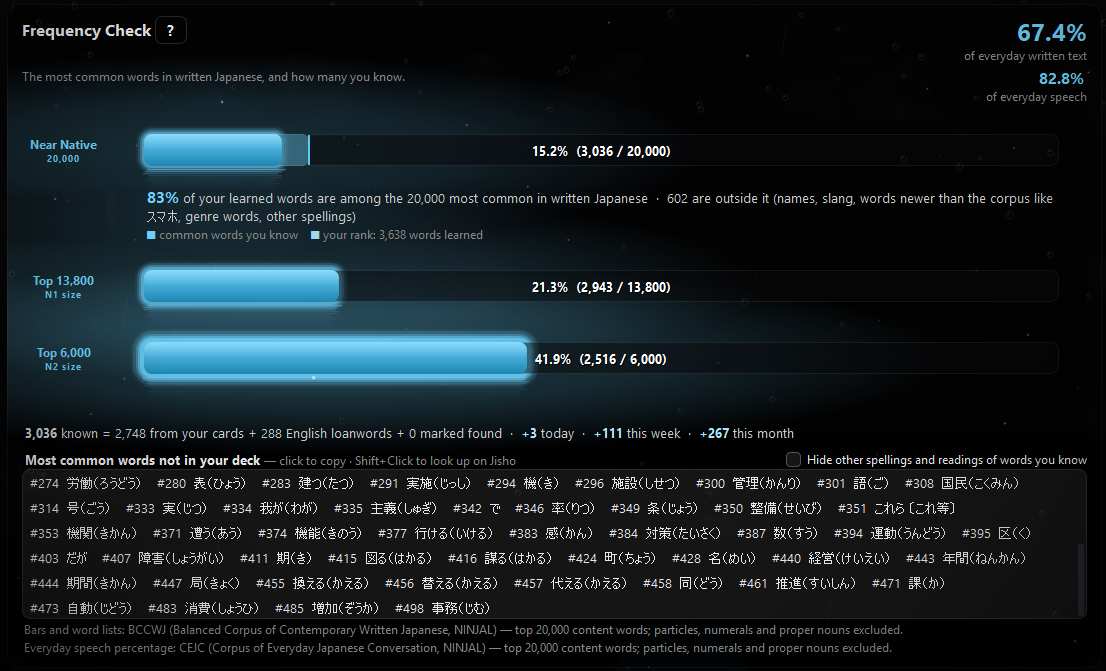 Frequency Check ?
67.4%
of everyday written text
The most common words in written Japanese, and how many you know.
82.8%
of everyday speech
Near Native
20,000
15.2% (3,036 / 20,000)
83% of your learned words are among the 20,000 most common in written Japanese · 602 are outside it (names, slang, words newer than the corpus like
スマホ, genre words, other spellings)
common words you know your rank: 3,638 words learned
Top 13,800
N1 size
21.3% (2,943 / 13,800)
Top 6,000
N2 size
41.9% (2,516 / 6,000)
3,036 known = 2,748 from your cards + 288 English loanwords + 0 marked found · +3 today · +111 this week · +267 this month
Most common words not in your deck — click to copy · Shift+Click to look up on Jisho
Hide other spellings and readings of words you know
#274 労働(ろうどう) #280 表(ひょう) #283 建つ(たつ) #291 実施(じっし) #294 機(き) #296 施設(しせつ) #300 管理(かんり) #301 語(ご) #308 国民(こくみん)
#314 号(ごう) #333 実(じつ) #334 我が(わが) #335 主義(しゅぎ) #342 で #346 率(りつ) #349 条(じょう) #350 整備(せいび) #351 これら [これ等]
#353 機関(きかん) #371 遭う(あう) #374 機能(きのう) #377 行ける(いける) #383 感(かん) #384 対策(たいさく) #387 数(すう) #394 運動(うんどう) #395 区(く)
#403 だが #407 障害(しょうがい) #411 期(き) #415 図る(はかる) #416 謀る(はかる) #424 町(ちょう) #428 名(めい) #440 経営(けいえい) #443 年間(ねんかん)
#444 期間(きかん) #447 局(きょく) #455 換える(かえる) #456 替える(かえる) #457 代える(かえる) #458 同(どう) #461 推進(すいしん) #471 課(か)
#473 自動(じどう) #483 消費(しょうひ) #485 増加(ぞうか) #498 事務(じむ)
Bars and word lists: BCCWJ (Balanced Corpus of Contemporary Written Japanese, NINJAL) — top 20,000 content words; particles, numerals and proper nouns excluded.
Everyday speech percentage: CEJC (Corpus of Everyday Japanese Conversation, NINJAL) — top 20,000 content words; particles, numerals and proper nouns excluded.